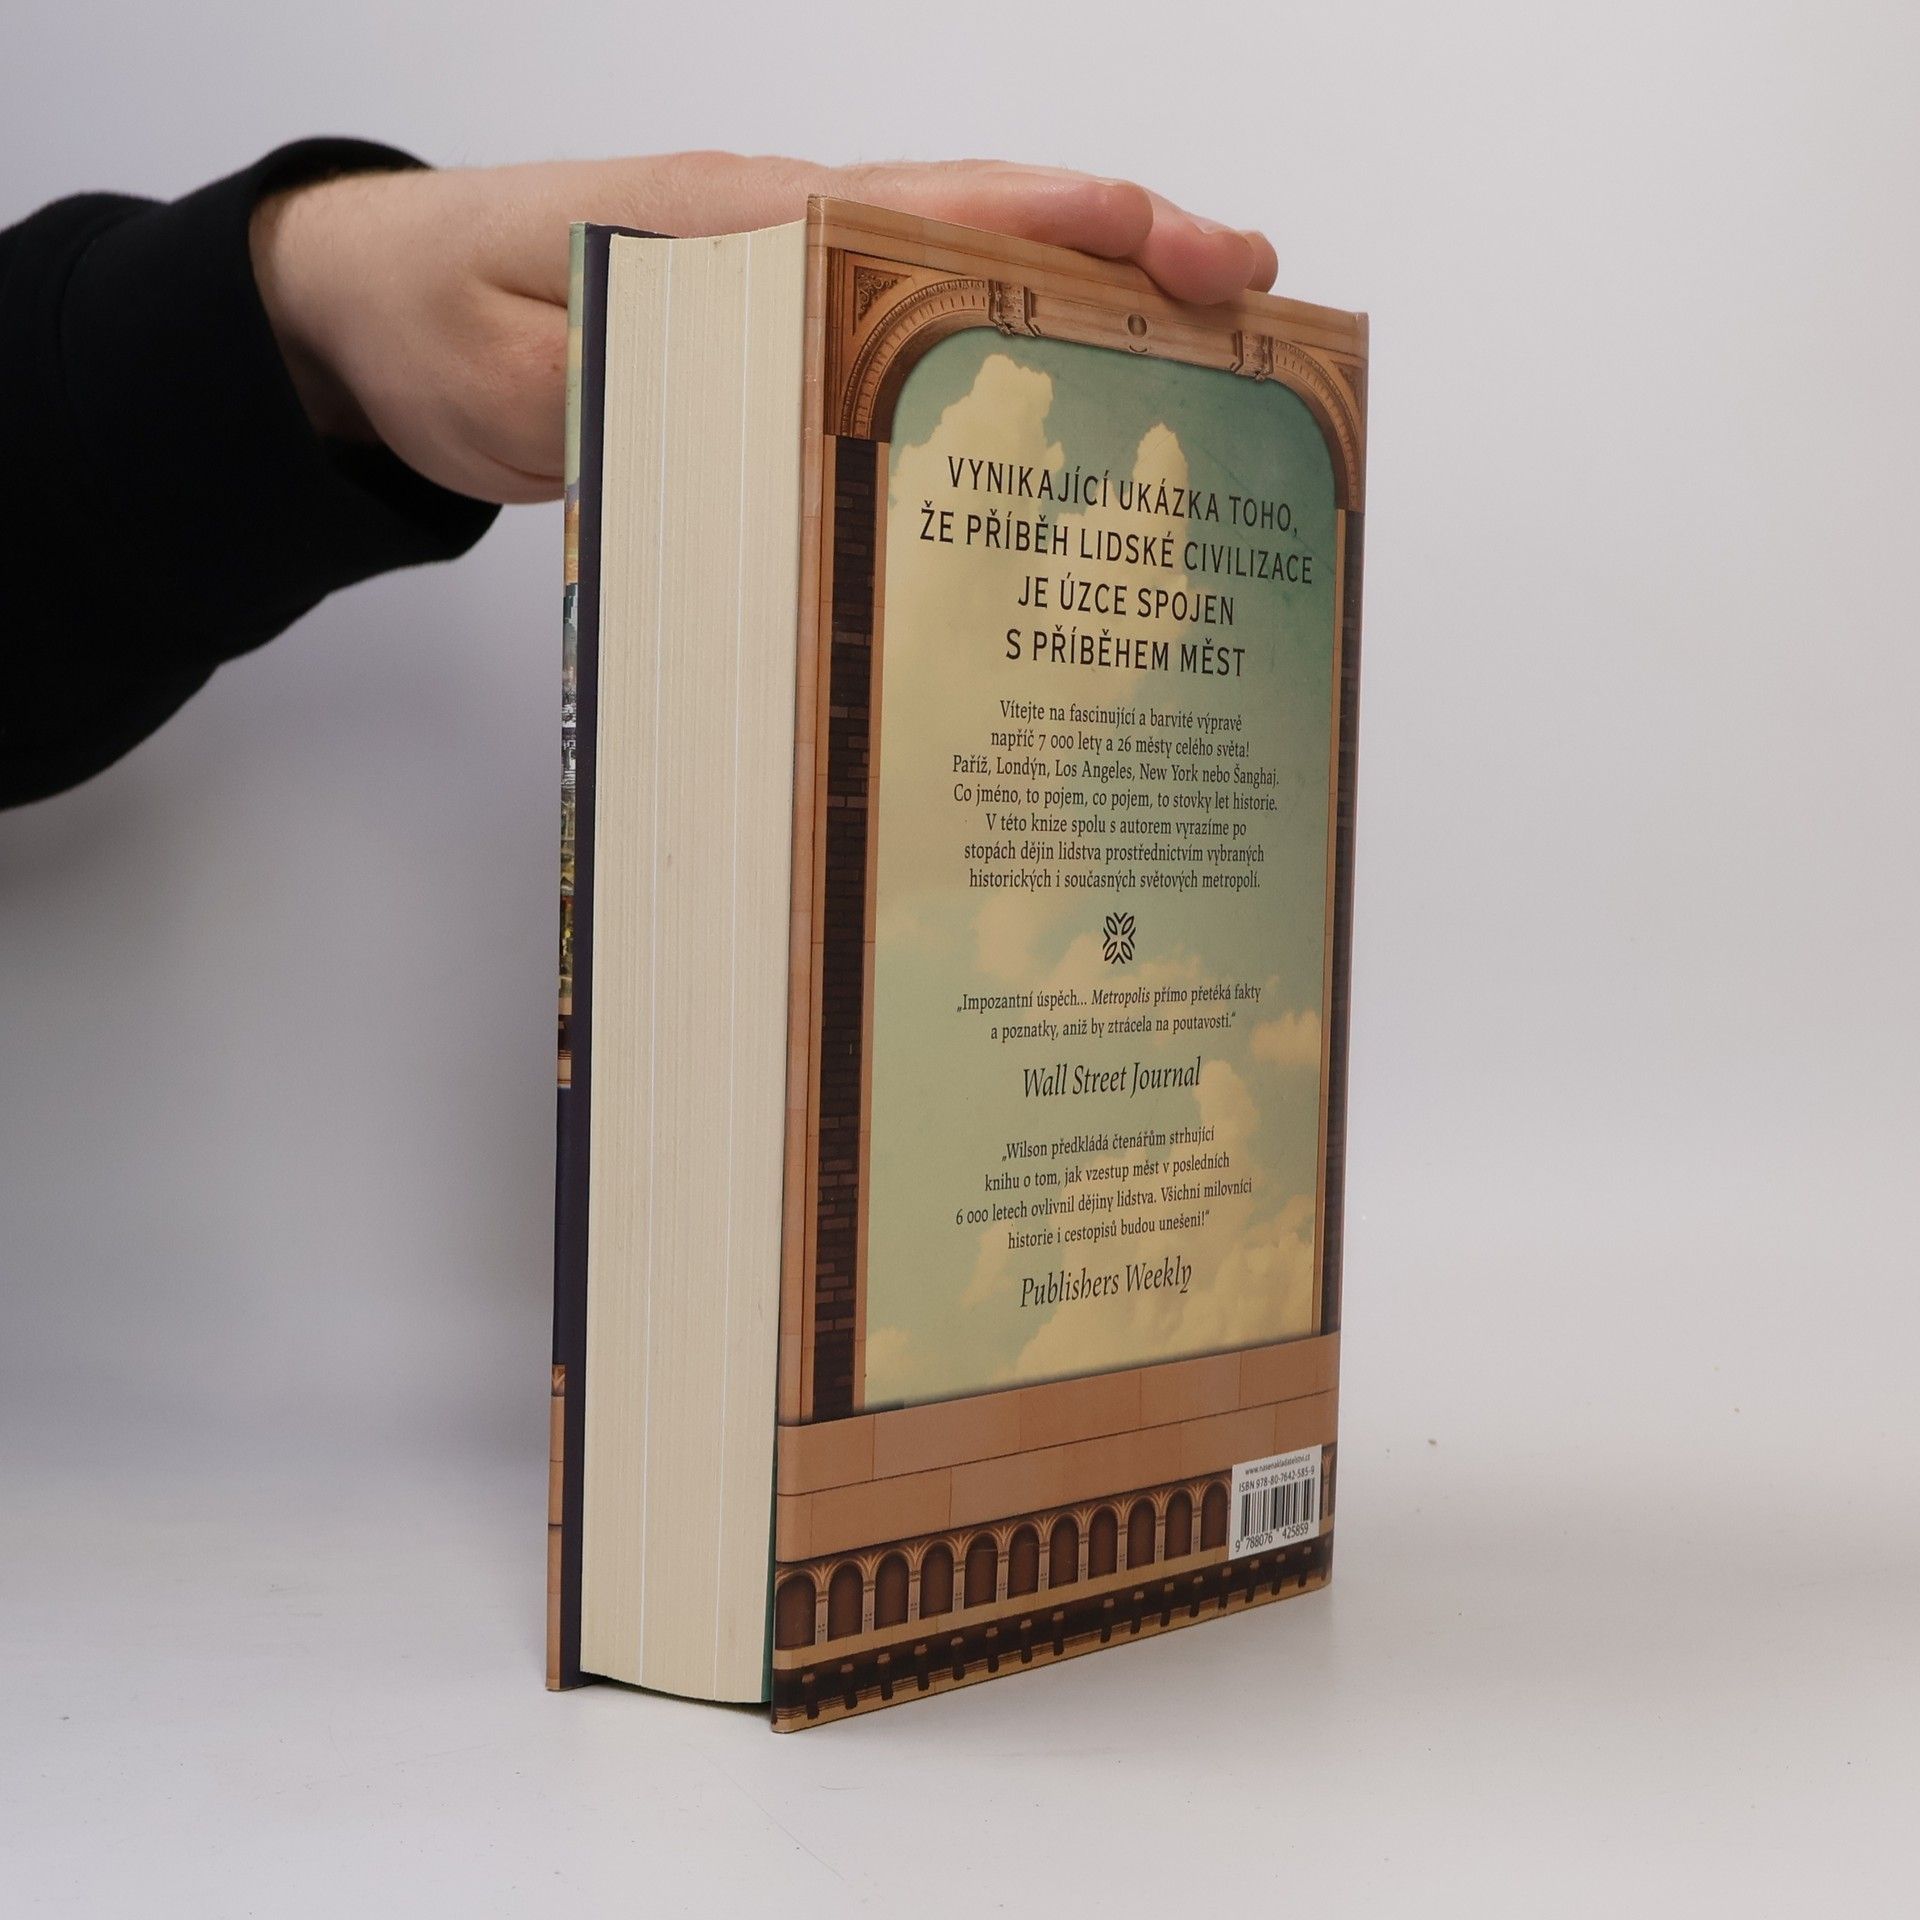 VYNIKAJÍCÍ UKÁZKA TOHO,
ŽE PŘÍBĚH LIDSKÉ CIVILIZACE
JE ÚZCE SPOJEN
S PŘÍBĚHEM MĚST
Vítejte na fascinující a barvité výpravě
napříč 7 000 lety a 26 městy celého světa!
Paříž, Londýn, Los Angeles, New York nebo Šanghaj.
Co jméno, to pojem, co pojem, to stovky let historie.
V této knize spolu s autorem vyrazíme po
stopách dějin lidstva prostřednictvím vybraných
historických i současných světových metropolí.
„Impozantní úspěch... Metropolis přímo přetéká fakty
a poznatky, aniž by ztrácela na poutavosti.“
Wall Street Journal
„Wilson předkládá čtenářům strhující
knihu o tom, jak vzestup měst v posledních
6 000 letech ovlivnil dějiny lidstva. Všichni milovníci
historie i cestopisů budou unešeni!“
Publishers Weekly
www.nasenakladatelstvi.cz
ISBN 978-80-7642-585-9
9 788076 425859